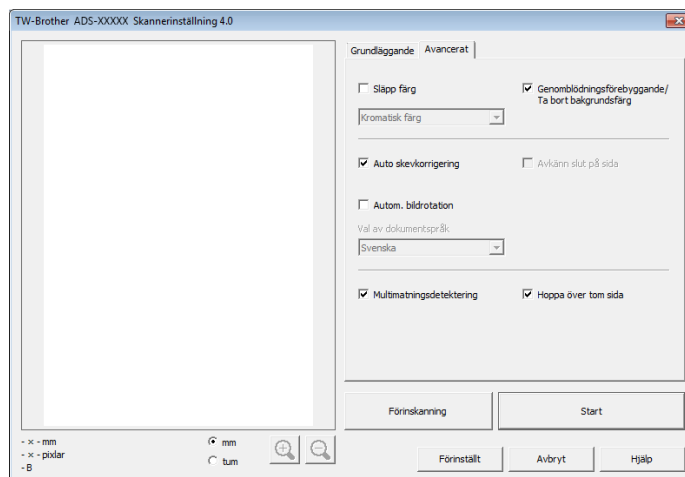 TW-Brother ADS-XXXXX Skannerinställning 4.0
Grundläggande Avancerat
Släpp färg
Genomblödningsförebyggande/
Ta bort bakgrundsfärg
Kromatisk färg
Auto skevkorrigering
Avkänn slut på sida
Autom. bildrotation
Val av dokumentspråk
Svenska
Multimatningsdetektering
Hoppa över tom sida
Förinskanning
Start
- × - mm
- × - pixlar
- B
mm
tum
Förinställt
Avbryt
Hjälp